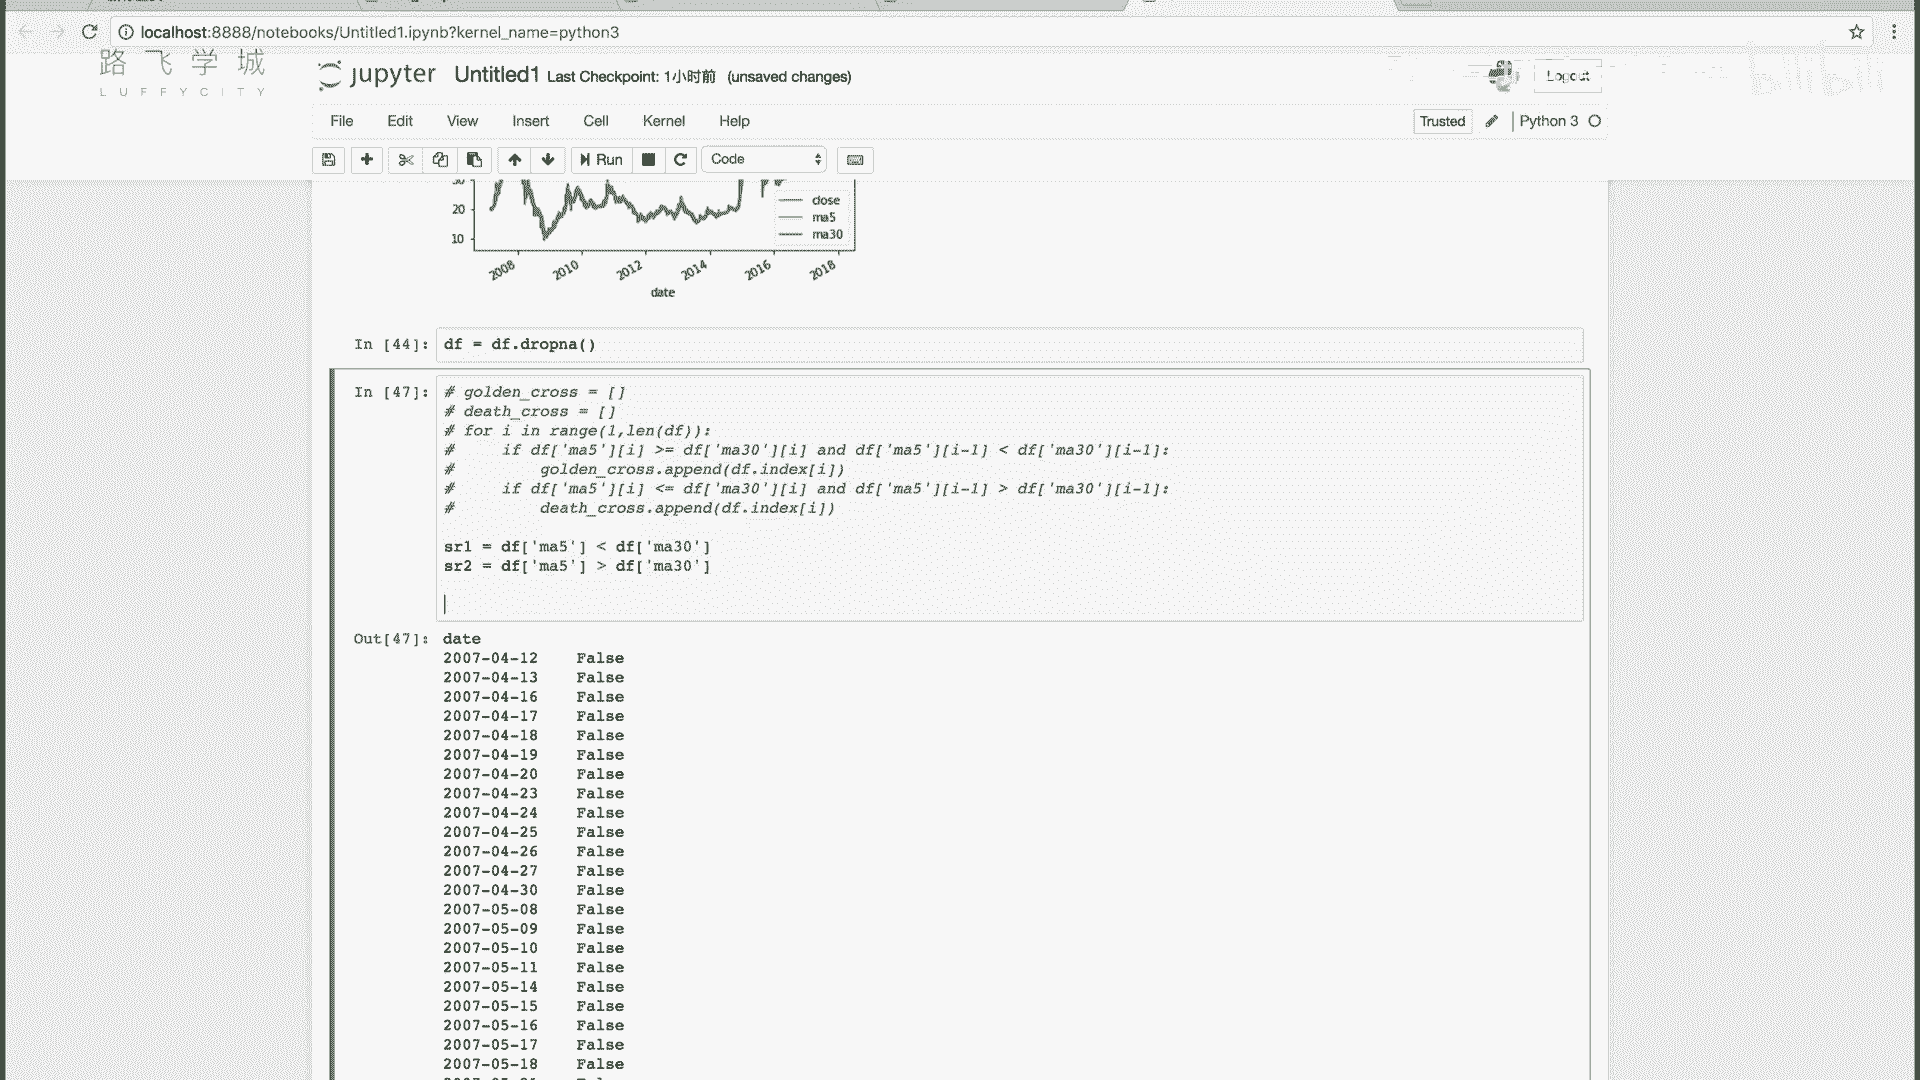 localhost:8888/notebooks/Untitled1.ipynb?kernel_name=python3
路飞学城
LUFFYCITY
bilibili
jupyter Untitled1 Last Checkpoint: 1小时前 (unsaved changes)
Logout
File Edit View Insert Cell Kernel Help
Trusted Python 3
Run Code
20
10
close
ma5
ma30
2008 2010 2012 2014 2016 2018
date
In [44]: df = df.dropna()
In [47]: # golden_cross = []
# death_cross = []
# for i in range(1,len(df)):
#     if df['ma5'][i] >= df['ma30'][i] and df['ma5'][i-1] < df['ma30'][i-1]:
#         golden_cross.append(df.index[i])
#     if df['ma5'][i] <= df['ma30'][i] and df['ma5'][i-1] > df['ma30'][i-1]:
#         death_cross.append(df.index[i])
sr1 = df['ma5'] < df['ma30']
sr2 = df['ma5'] > df['ma30']
Out[47]: date
2007-04-12 False
2007-04-13 False
2007-04-16 False
2007-04-17 False
2007-04-18 False
2007-04-19 False
2007-04-20 False
2007-04-23 False
2007-04-24 False
2007-04-25 False
2007-04-26 False
2007-04-27 False
2007-04-30 False
2007-05-08 False
2007-05-09 False
2007-05-10 False
2007-05-11 False
2007-05-14 False
2007-05-15 False
2007-05-16 False
2007-05-17 False
2007-05-18 False